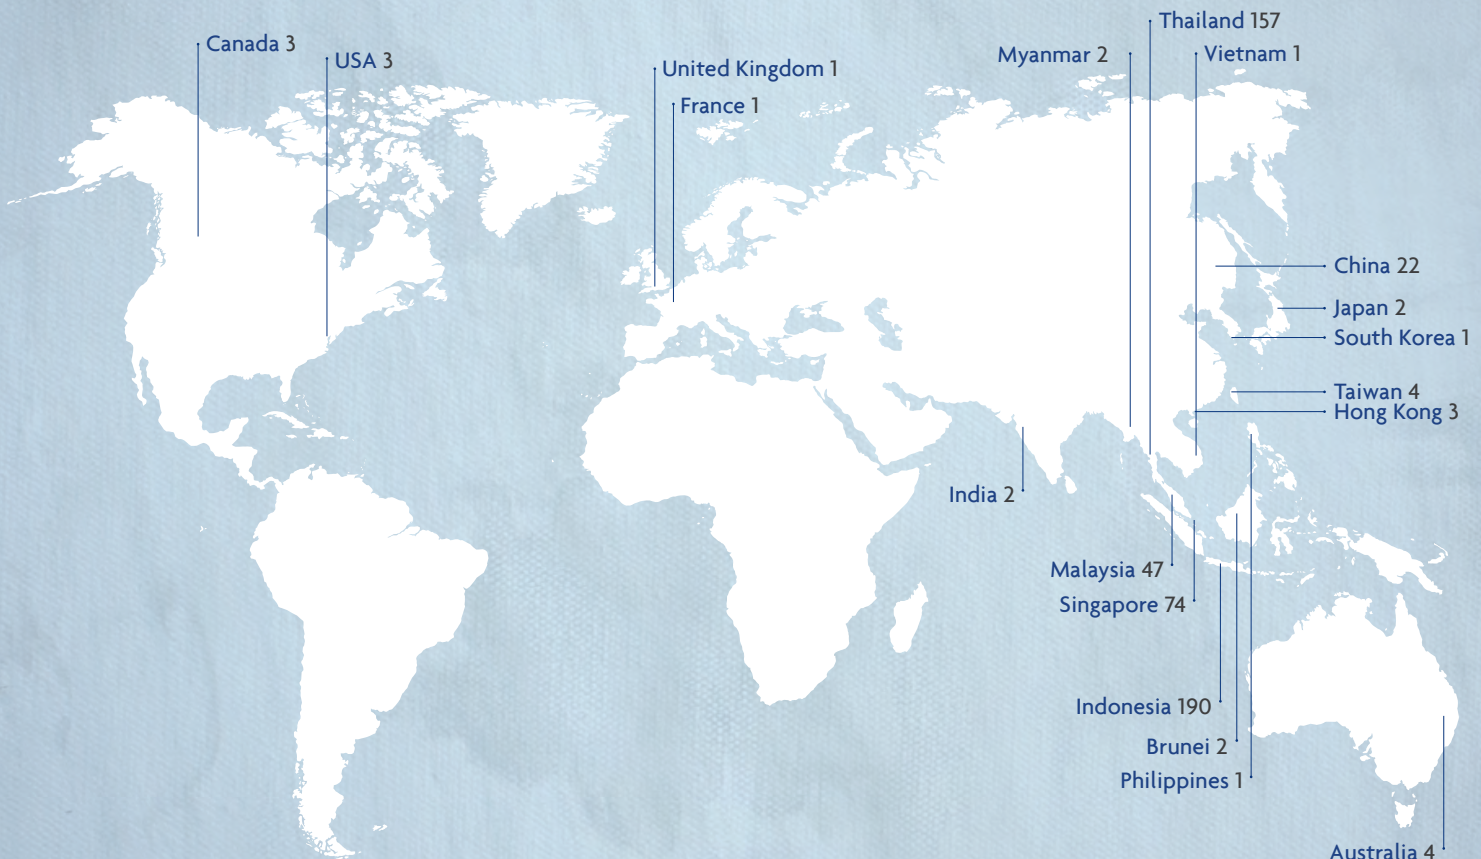 Thailand 157
Canada 3
Myanmar 2
Vietnam 1
USA 3
United Kingdom 1
France 1
China 22
Japan 2
South Korea 1
Taiwan 4
Hong Kong 3
India 2
Malaysia 47
Singapore 74
Indonesia 190
Brunei 2
Philippines 1
Australia 4